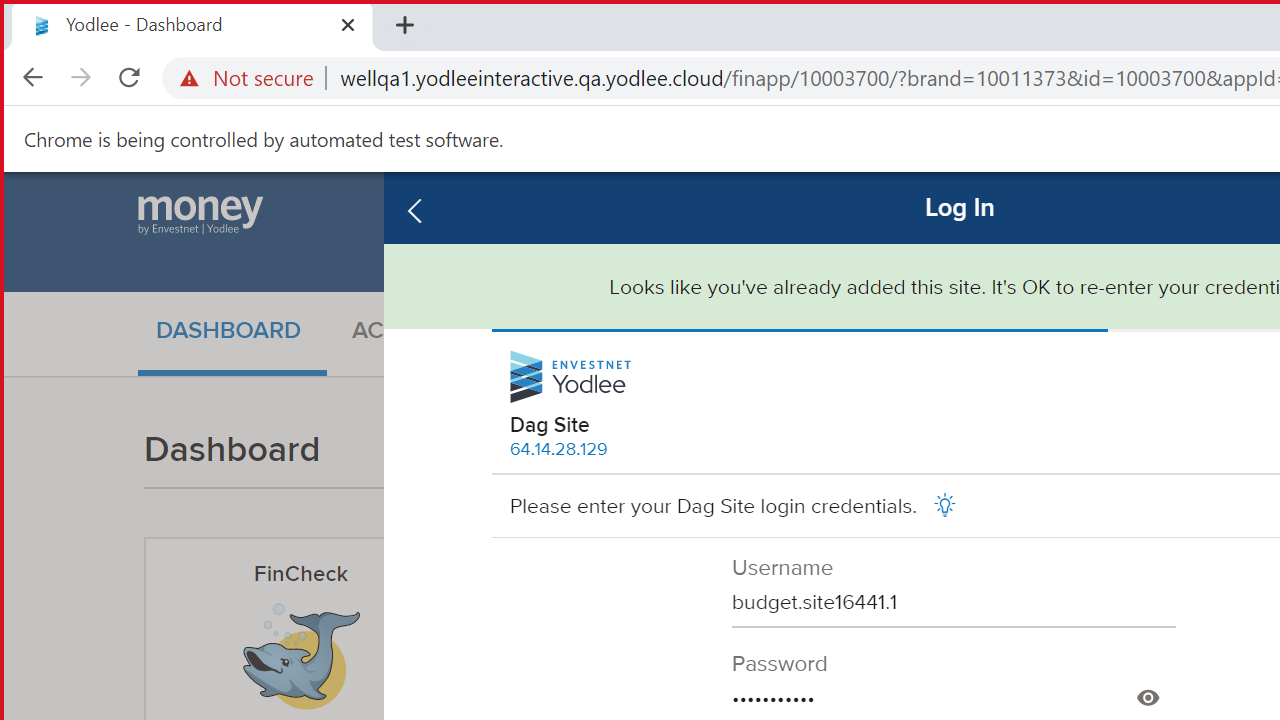 Yodlee - Dashboard
Not secure
wellqa1.yodleeinteractive.qa.yodlee.cloud/finapp/10003700/?brand=10011373&id=10003700&appId=
Chrome is being controlled by automated test software.
money
by Envestnet | Yodlee
Log In
Looks like you've already added this site. It's OK to re-enter your credenti
DASHBOARD
AC
ENVESTNET
Yodlee
Dag Site
64.14.28.129
Dashboard
Please enter your Dag Site login credentials.
FinCheck
Username
budget.site16441.1
Password
•••••••••••